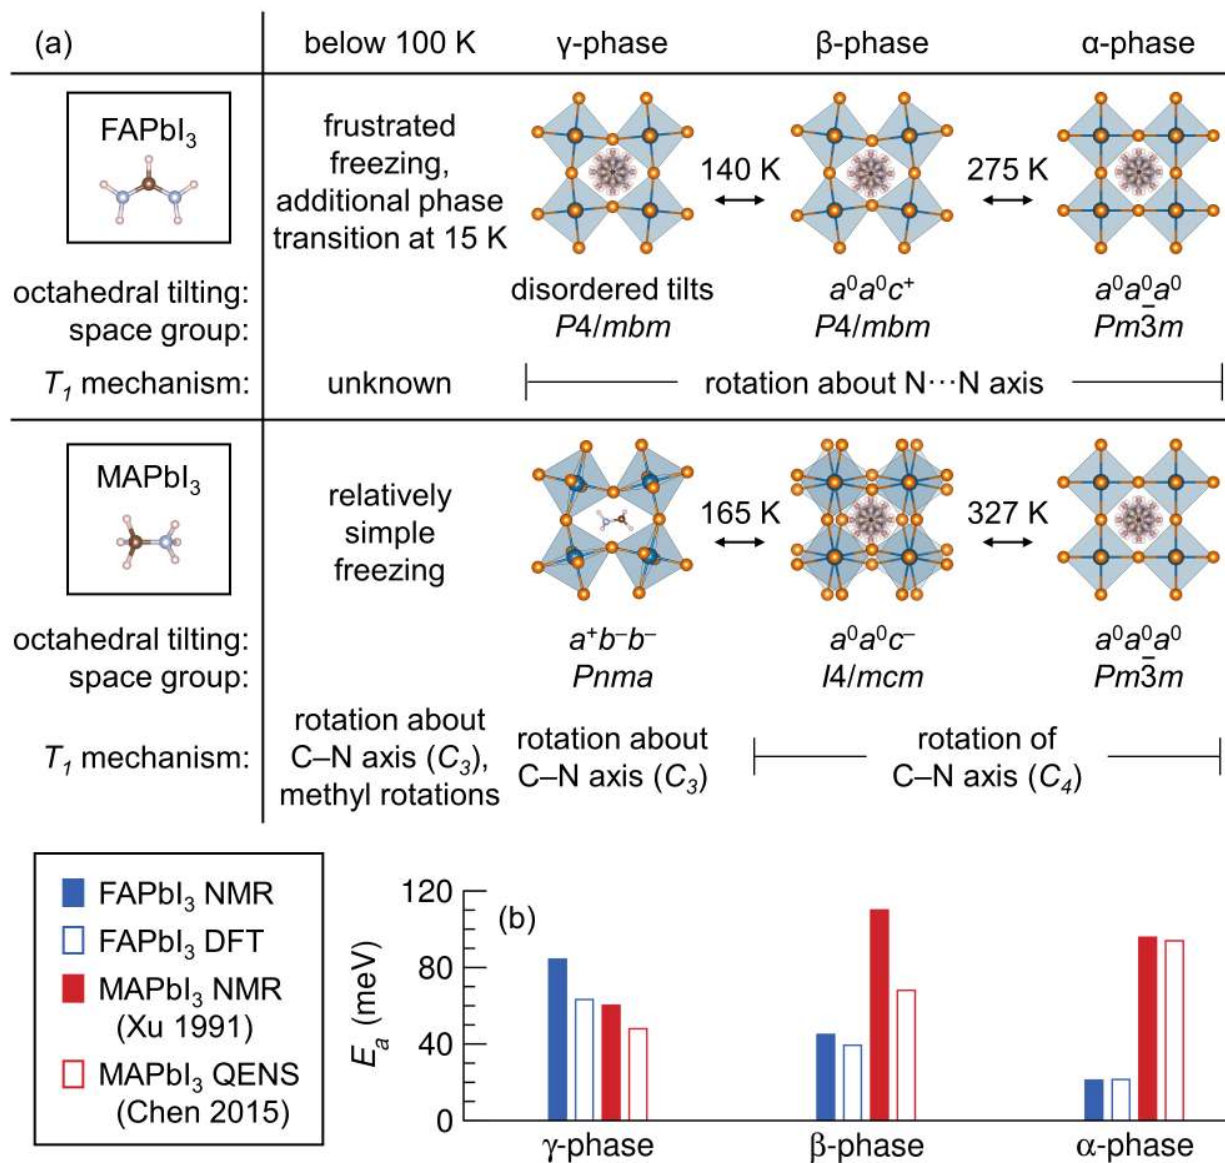 (a)
below 100 K
γ-phase
β-phase
α-phase
FAPbI₃
frustrated
freezing,
additional phase
transition at 15 K
140 K
275 K
octahedral tilting:
disordered tilts
a⁰a⁰c⁺
a⁰a⁰a⁰
space group:
P4/mbm
P4/mbm
Pm3̅m
T₁ mechanism:
unknown
rotation about N···N axis
MAPbI₃
relatively
simple
freezing
165 K
327 K
octahedral tilting:
a⁺b⁻b⁻
a⁰a⁰c⁻
a⁰a⁰a⁰
space group:
Pnma
I4/mcm
Pm3̅m
T₁ mechanism:
rotation about
C–N axis (C₃),
methyl rotations
rotation about
C–N axis (C₃)
rotation of
C–N axis (C₄)
FAPbI₃ NMR
FAPbI₃ DFT
MAPbI₃ NMR
(Xu 1991)
MAPbI₃ QENS
(Chen 2015)
(b)
Eₐ (meV)
120
80
40
0
γ-phase
β-phase
α-phase